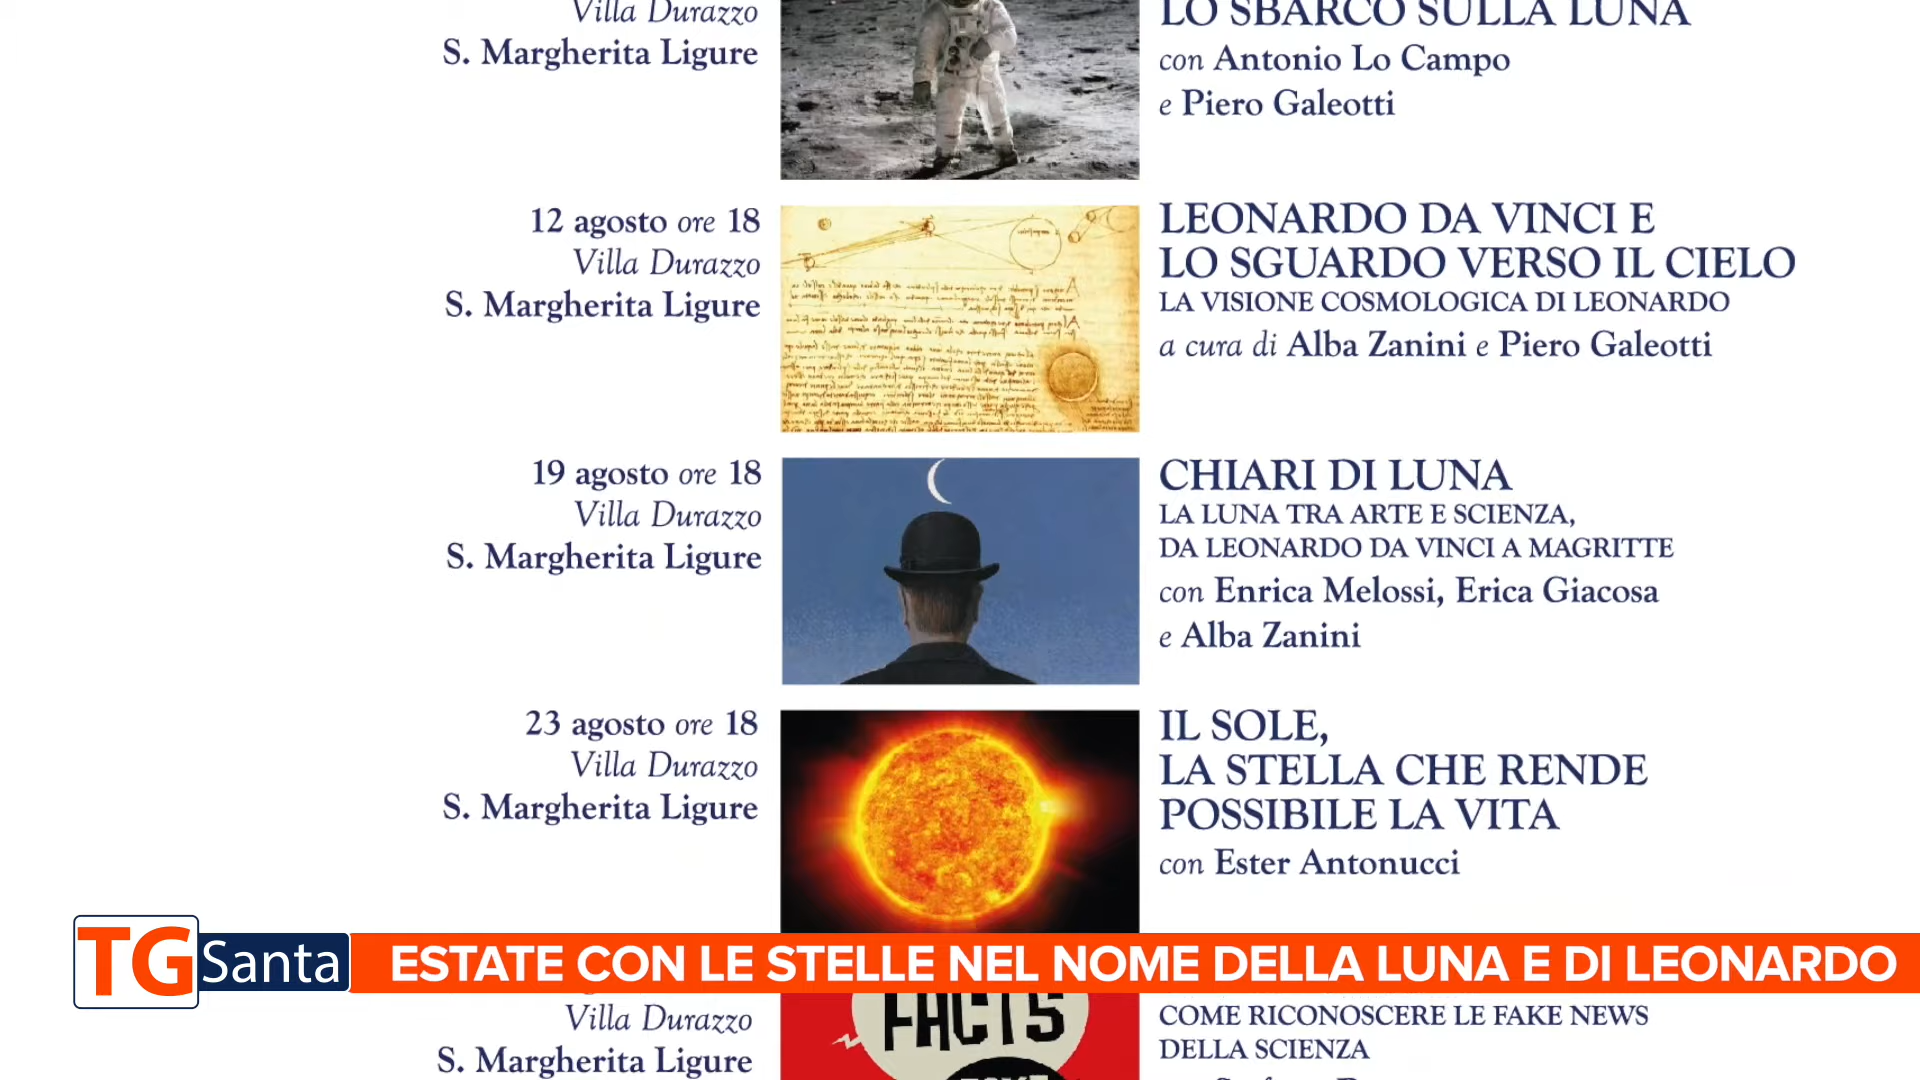 Villa Durazzo
S. Margherita Ligure
LO SBARCO SULLA LUNA
con Antonio Lo Campo
e Piero Galeotti
12 agosto ore 18
Villa Durazzo
S. Margherita Ligure
LEONARDO DA VINCI E
LO SGUARDO VERSO IL CIELO
LA VISIONE COSMOLOGICA DI LEONARDO
a cura di Alba Zanini e Piero Galeotti
19 agosto ore 18
Villa Durazzo
S. Margherita Ligure
CHIARI DI LUNA
LA LUNA TRA ARTE E SCIENZA,
DA LEONARDO DA VINCI A MAGRITTE
con Enrica Melossi, Erica Giacosa
e Alba Zanini
23 agosto ore 18
Villa Durazzo
S. Margherita Ligure
IL SOLE,
LA STELLA CHE RENDE
POSSIBILE LA VITA
con Ester Antonucci
TG Santa
ESTATE CON LE STELLE NEL NOME DELLA LUNA E DI LEONARDO
Villa Durazzo
S. Margherita Ligure
FACTS
COME RICONOSCERE LE FAKE NEWS
DELLA SCIENZA